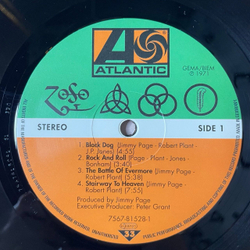 ATLANTIC
GEMA/BIEM
℗ 1971
STEREO
SIDE 1
1. Black Dog (Jimmy Page - Robert Plant -
J.P. Jones) [4:55]
2. Rock And Roll (Page - Plant - Jones -
Bonham) [3:40]
3. The Battle Of Evermore (Jimmy Page -
Robert Plant) [5:38]
4. Stairway To Heaven (Jimmy Page -
Robert Plant) [7:55]
Produced by Jimmy Page
Executive Producer: Peter Grant
7567-81528-1
33